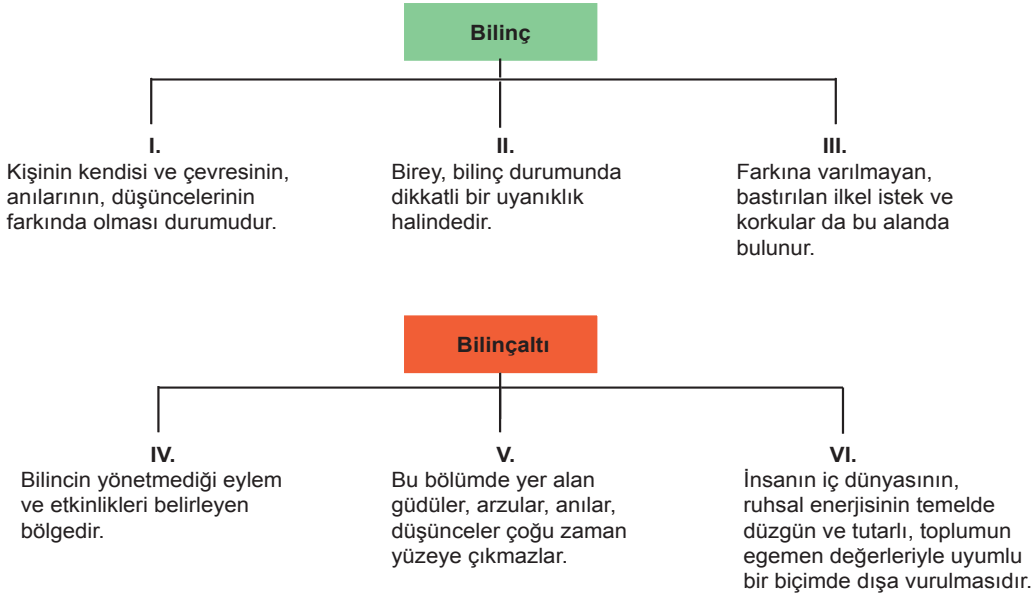 Bilinç
I.
Kişinin kendisi ve çevresinin,
anılarının, düşüncelerinin
farkında olması durumudur.
II.
Birey, bilinç durumunda
dikkatli bir uyanıklık
halindedir.
III.
Farkına varılmayan,
bastırılan ilkel istek ve
korkular da bu alanda
bulunur.
Bilinçaltı
IV.
Bilincin yönetmediği eylem
ve etkinlikleri belirleyen
bölgedir.
V.
Bu bölümde yer alan
güdüler, arzular, anılar,
düşünceler çoğu zaman
yüzeye çıkmazlar.
VI.
İnsanın iç dünyasının,
ruhsal enerjisinin temelde
düzgün ve tutarlı, toplumun
egemen değerleriyle uyumlu
bir biçimde dışa vurulmasıdır.